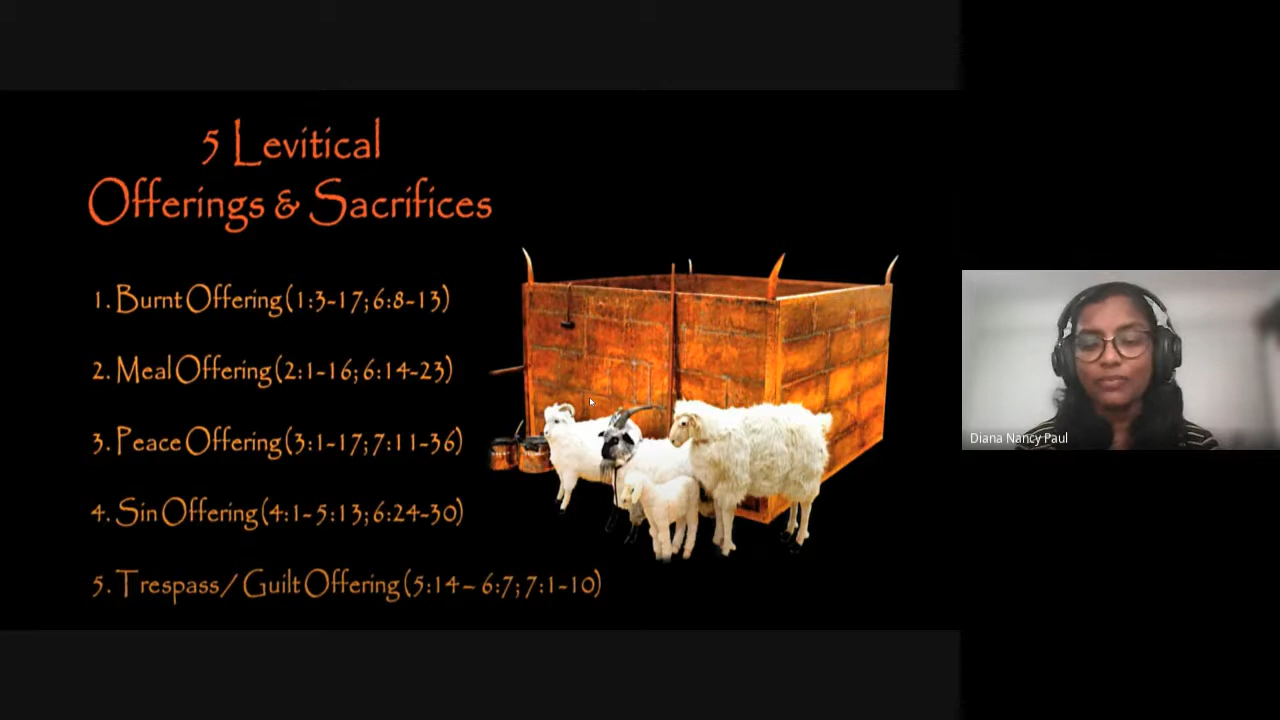 5 Levitical
Offerings & Sacrifices
1. Burnt Offering (1:3-17; 6:8-13)
2. Meal Offering (2:1-16; 6:14-23)
3. Peace Offering (3:1-17; 7:11-36)
4. Sin Offering (4:1- 5:13; 6:24-30)
5. Trespass / Guilt Offering (5:14 – 6:7; 7:1-10)
Diana Nancy Paul